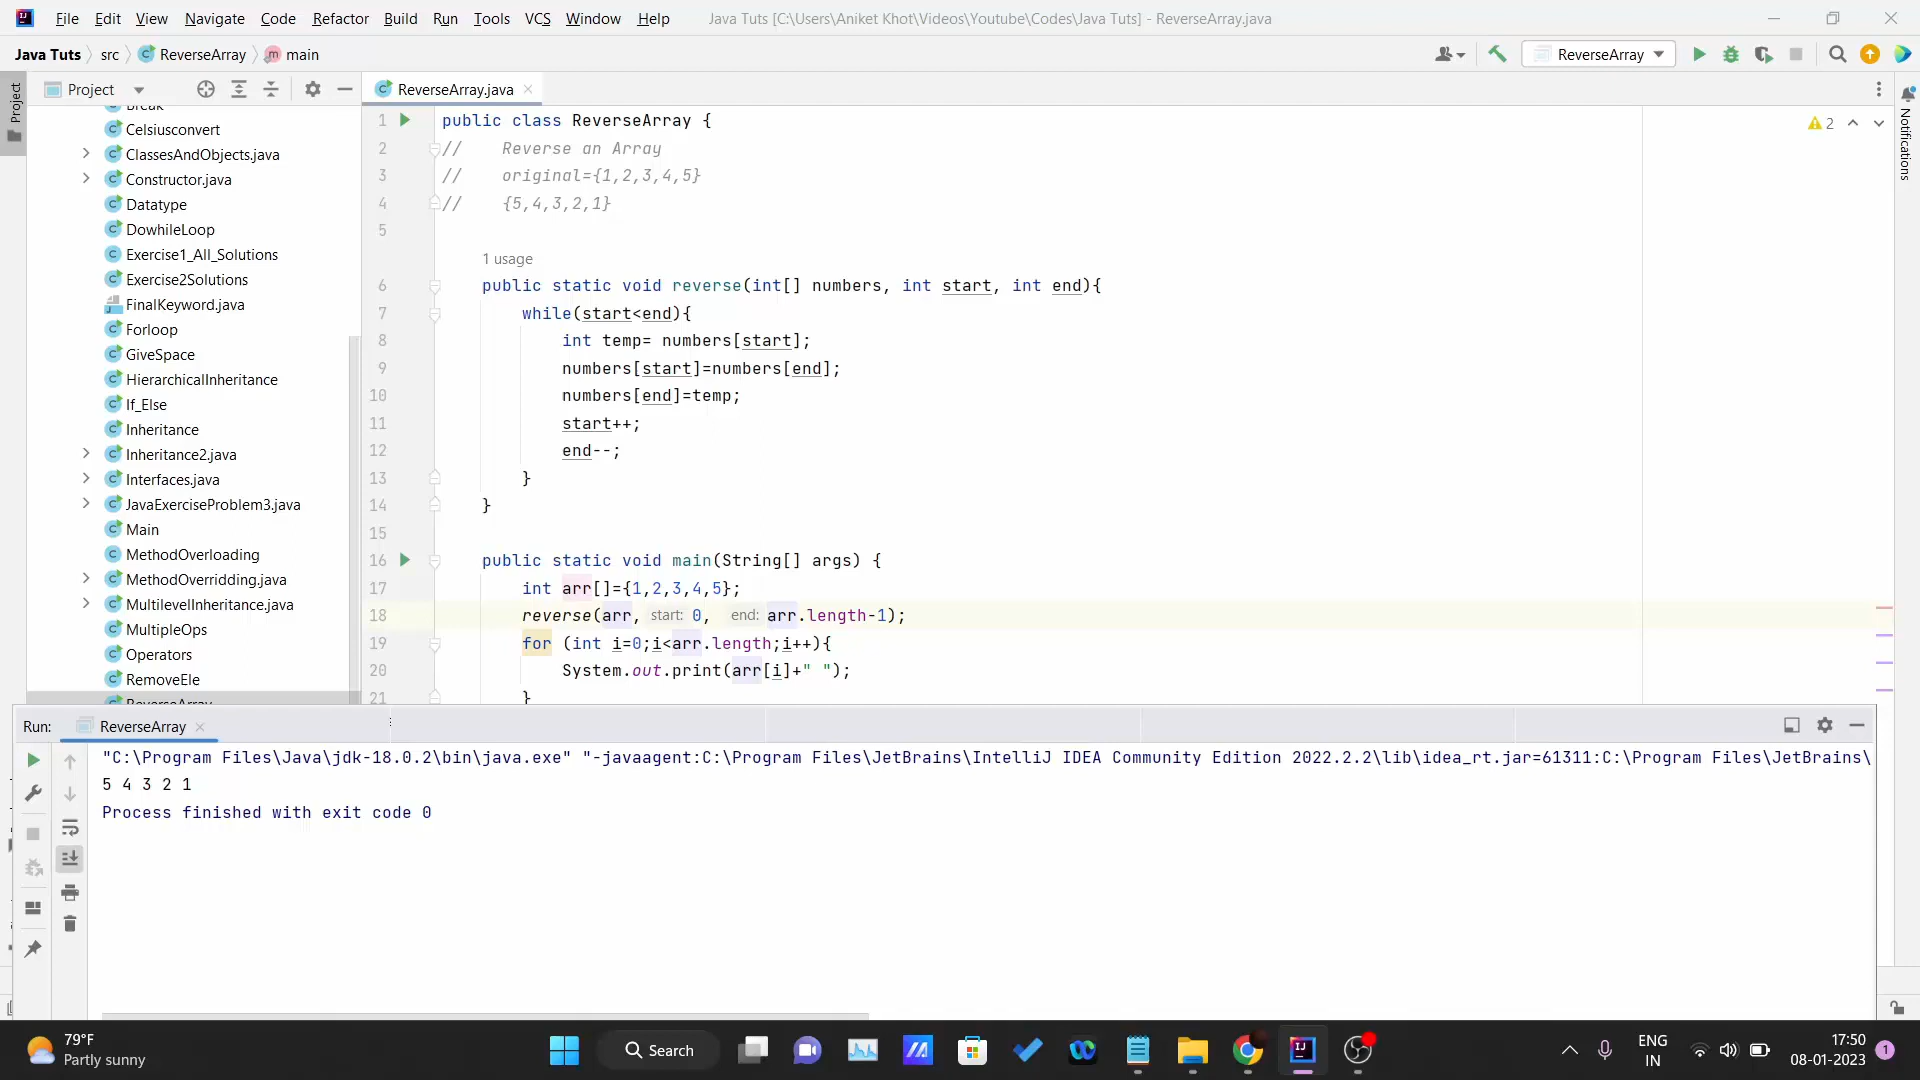 File Edit View Navigate Code Refactor Build Run Tools VCS Window Help Java Tuts [C:\Users\Aniket Khot\Videos\Youtube\Codes\Java Tuts] - ReverseArray.java
Java Tuts src ReverseArray main ReverseArray
Project Project ReverseArray.java
Notifications
Break
Celsiusconvert
ClassesAndObjects.java
Constructor.java
Datatype
DowhileLoop
Exercise1_All_Solutions
Exercise2Solutions
FinalKeyword.java
Forloop
GiveSpace
HierarchicalInheritance
If_Else
Inheritance
Inheritance2.java
Interfaces.java
JavaExerciseProblem3.java
Main
MethodOverloading
MethodOverridding.java
MultilevelInheritance.java
MultipleOps
Operators
RemoveEle
ReverseArray
2
1 public class ReverseArray {
2 // Reverse an Array
3 // original={1,2,3,4,5}
4 // {5,4,3,2,1}
5
1 usage
6 public static void reverse(int[] numbers, int start, int end){
7 while(start<end){
8 int temp= numbers[start];
9 numbers[start]=numbers[end];
10 numbers[end]=temp;
11 start++;
12 end--;
13 }
14 }
15
16 public static void main(String[] args) {
17 int arr[]={1,2,3,4,5};
18 reverse(arr, start: 0, end: arr.length-1);
19 for (int i=0;i<arr.length;i++){
20 System.out.print(arr[i]+" ");
21 }
Run: ReverseArray
"C:\Program Files\Java\jdk-18.0.2\bin\java.exe" "-javaagent:C:\Program Files\JetBrains\IntelliJ IDEA Community Edition 2022.2.2\lib\idea_rt.jar=61311:C:\Program Files\JetBrains\
5 4 3 2 1
Process finished with exit code 0
79°F
Partly sunny
Search
ENG
IN
17:50
08-01-2023
1